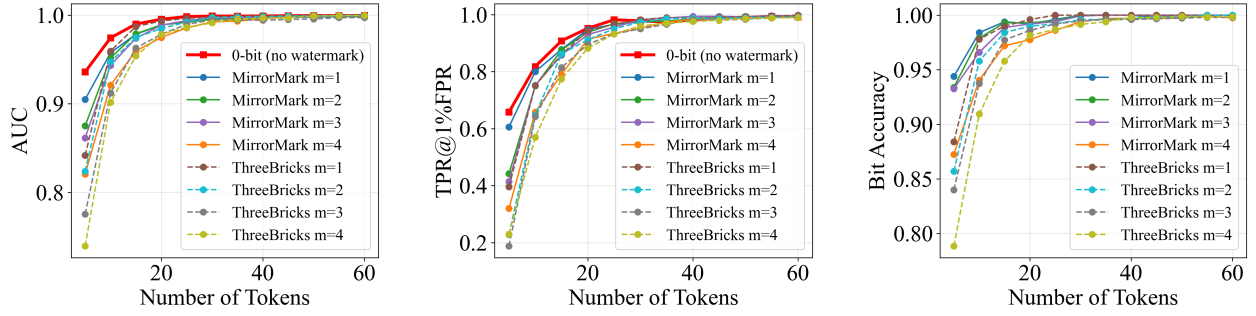 AUC
1.0
0.9
0.8
0-bit (no watermark)
MirrorMark m=1
MirrorMark m=2
MirrorMark m=3
MirrorMark m=4
ThreeBricks m=1
ThreeBricks m=2
ThreeBricks m=3
ThreeBricks m=4
20
40
60
Number of Tokens
TPR@1%FPR
1.0
0.8
0.6
0.4
0.2
0-bit (no watermark)
MirrorMark m=1
MirrorMark m=2
MirrorMark m=3
MirrorMark m=4
ThreeBricks m=1
ThreeBricks m=2
ThreeBricks m=3
ThreeBricks m=4
20
40
60
Number of Tokens
Bit Accuracy
1.00
0.95
0.90
0.85
0.80
MirrorMark m=1
MirrorMark m=2
MirrorMark m=3
MirrorMark m=4
ThreeBricks m=1
ThreeBricks m=2
ThreeBricks m=3
ThreeBricks m=4
20
40
60
Number of Tokens